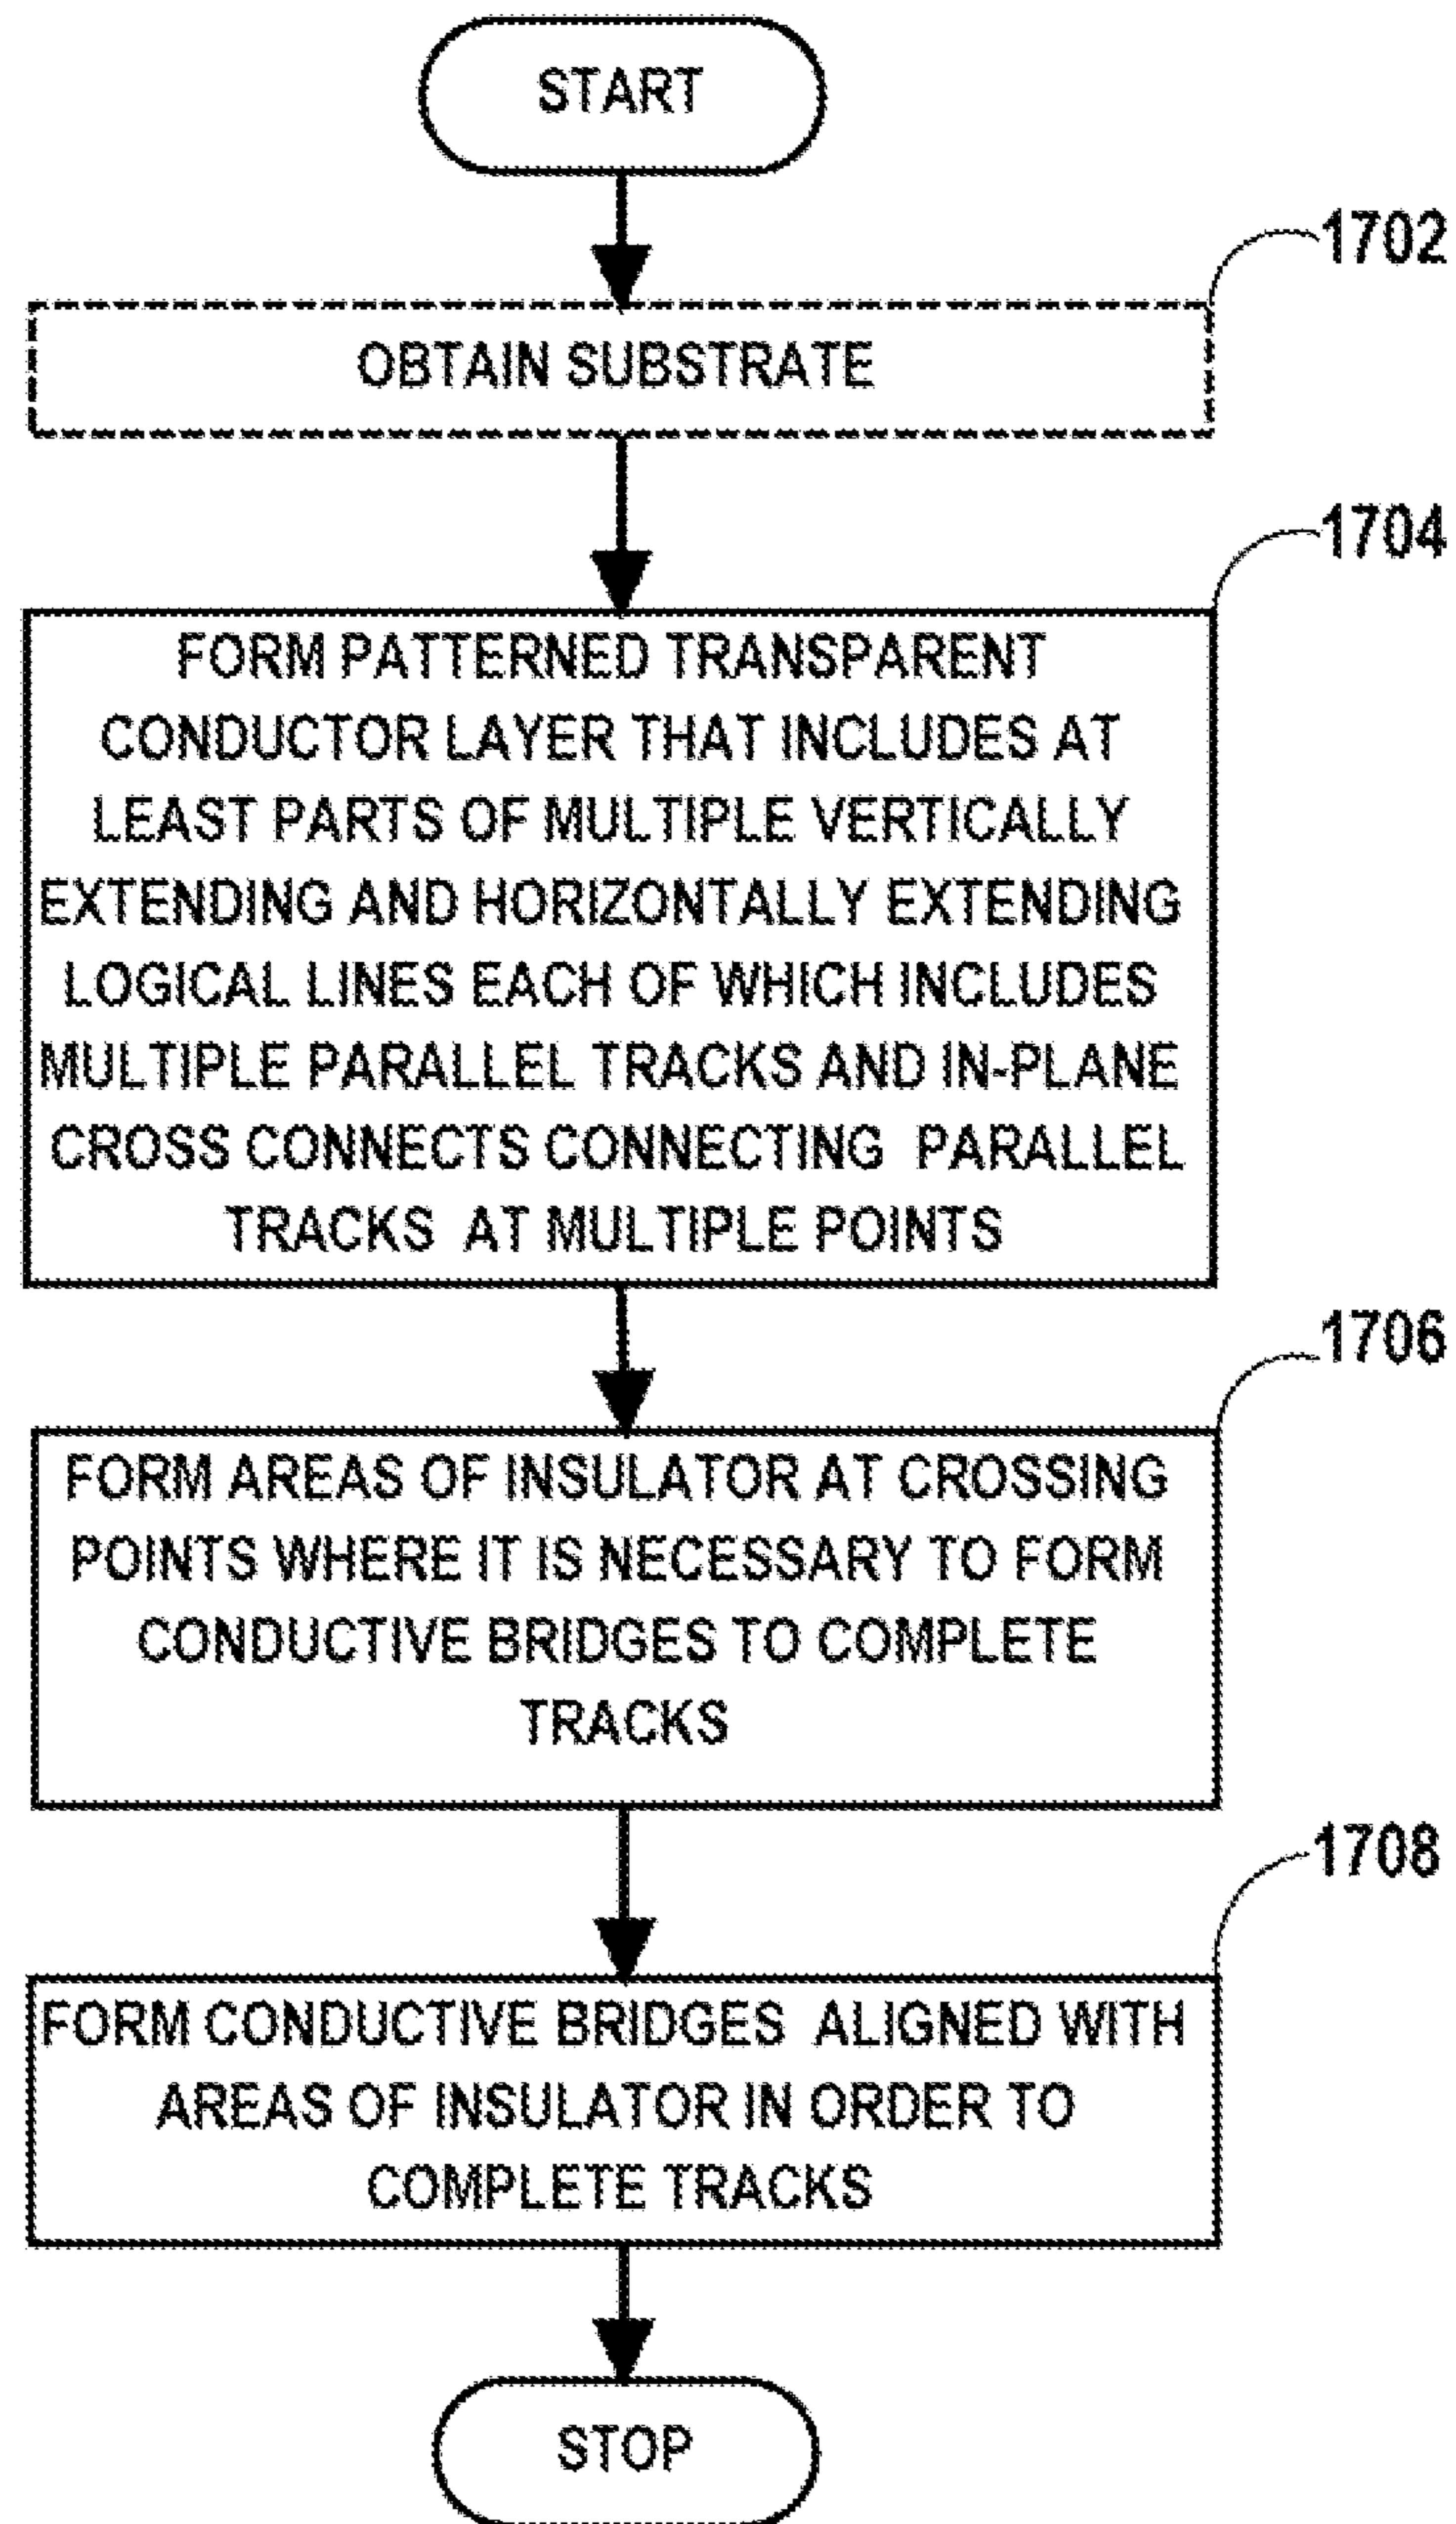 START
1702
OBTAIN SUBSTRATE
1704
FORM PATTERNED TRANSPARENT
CONDUCTOR LAYER THAT INCLUDES AT
LEAST PARTS OF MULTIPLE VERTICALLY
EXTENDING AND HORIZONTALLY EXTENDING
LOGICAL LINES EACH OF WHICH INCLUDES
MULTIPLE PARALLEL TRACKS AND IN-PLANE
CROSS CONNECTS CONNECTING PARALLEL
TRACKS AT MULTIPLE POINTS
1706
FORM AREAS OF INSULATOR AT CROSSING
POINTS WHERE IT IS NECESSARY TO FORM
CONDUCTIVE BRIDGES TO COMPLETE
TRACKS
1708
FORM CONDUCTIVE BRIDGES ALIGNED WITH
AREAS OF INSULATOR IN ORDER TO
COMPLETE TRACKS
STOP